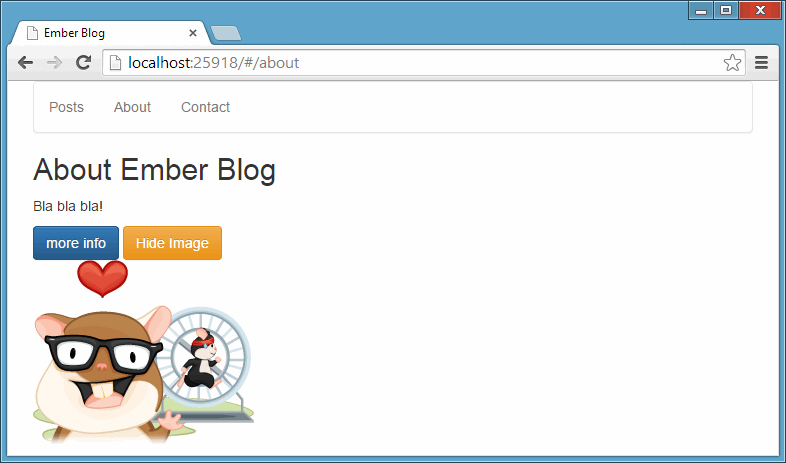 Ember Blog
localhost:25918/#/about
Posts About Contact
About Ember Blog
Bla bla bla!
more info Hide Image